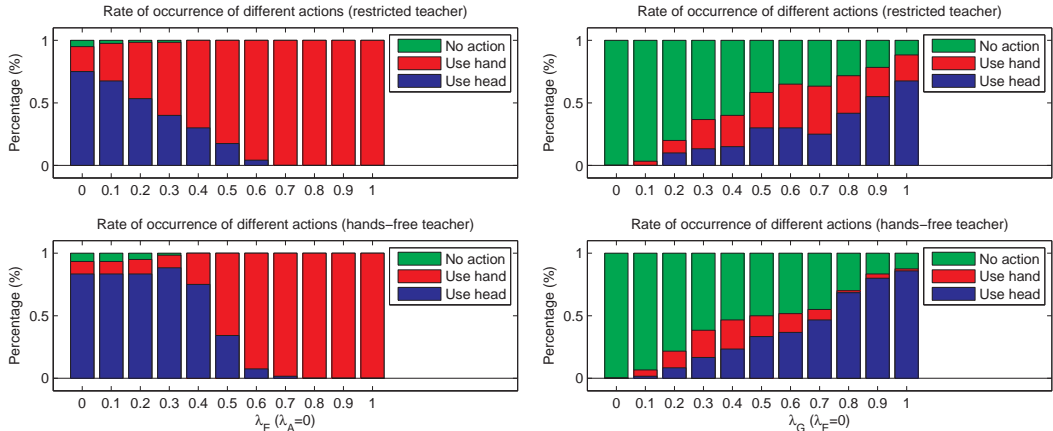 Rate of occurrence of different actions (restricted teacher)
Percentage (%)
1
0.5
0
No action
Use hand
Use head
0 0.1 0.2 0.3 0.4 0.5 0.6 0.7 0.8 0.9 1
Rate of occurrence of different actions (restricted teacher)
Percentage (%)
1
0.5
0
No action
Use hand
Use head
0 0.1 0.2 0.3 0.4 0.5 0.6 0.7 0.8 0.9 1
Rate of occurrence of different actions (hands−free teacher)
Percentage (%)
1
0.5
0
No action
Use hand
Use head
0 0.1 0.2 0.3 0.4 0.5 0.6 0.7 0.8 0.9 1
λ_E (λ_A=0)
Rate of occurrence of different actions (hands−free teacher)
Percentage (%)
1
0.5
0
No action
Use hand
Use head
0 0.1 0.2 0.3 0.4 0.5 0.6 0.7 0.8 0.9 1
λ_G (λ_E=0)